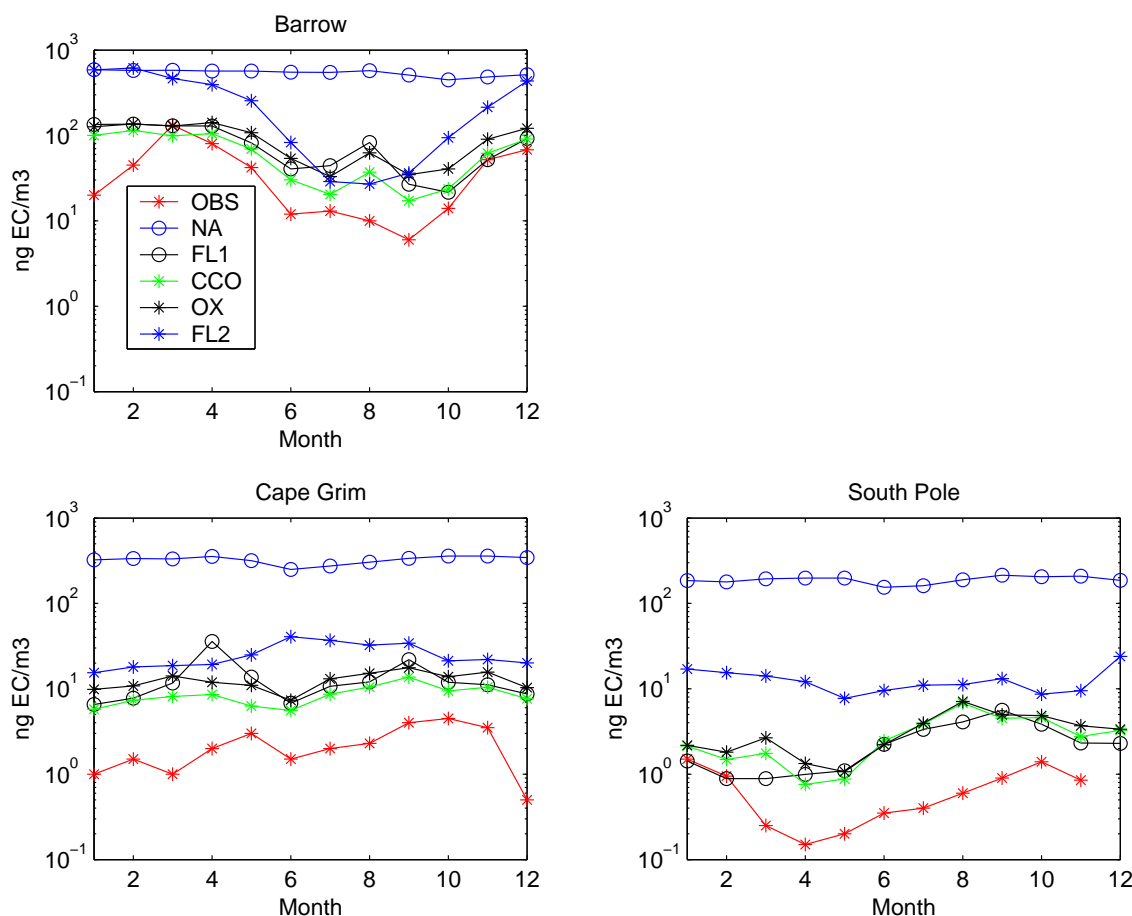 Barrow
10^3
10^2
10^1
10^0
10^−1
ng EC/m3
OBS
NA
FL1
CCO
OX
FL2
2 4 6 8 10 12
Month
Cape Grim
10^3
10^2
10^1
10^0
10^−1
ng EC/m3
2 4 6 8 10 12
Month
South Pole
10^3
10^2
10^1
10^0
10^−1
ng EC/m3
2 4 6 8 10 12
Month